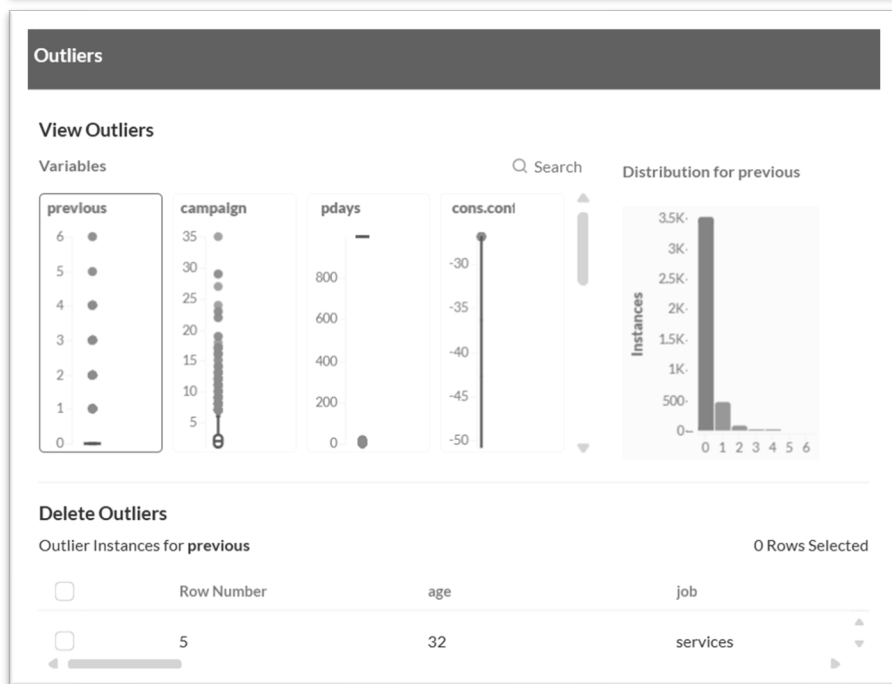 Outliers
View Outliers
Variables
Search
Distribution for previous
previous
6
5
4
3
2
1
0
campaign
35
30
25
20
15
10
5
pdays
800
600
400
200
0
cons.conf
-30
-35
-40
-45
-50
Instances
3.5K
3K
2.5K
2K
1.5K
1K
500
0
0 1 2 3 4 5 6
Delete Outliers
Outlier Instances for previous
0 Rows Selected
Row Number age job
5 32 services